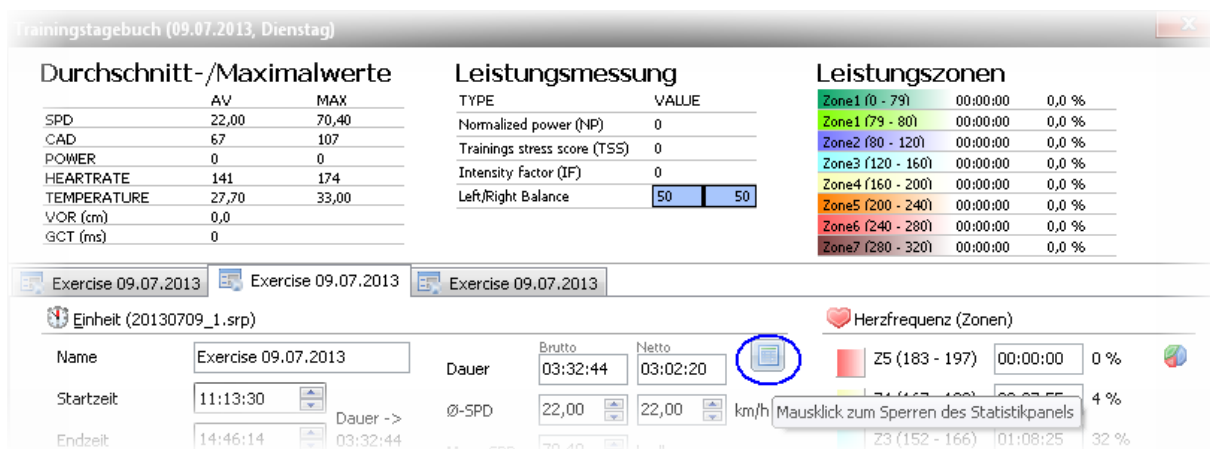 Trainingstagebuch (09.07.2013, Dienstag)
Durchschnitt-/Maximalwerte
AV MAX
SPD 22,00 70,40
CAD 67 107
POWER 0 0
HEARTRATE 141 174
TEMPERATURE 27,70 33,00
VOR (cm) 0,0
GCT (ms) 0
Leistungsmessung
TYPE VALUE
Normalized power (NP) 0
Trainings stress score (TSS) 0
Intensity factor (IF) 0
Left/Right Balance 50 50
Leistungszonen
Zone1 (0 - 79) 00:00:00 0,0 %
Zone1 (79 - 80) 00:00:00 0,0 %
Zone2 (80 - 120) 00:00:00 0,0 %
Zone3 (120 - 160) 00:00:00 0,0 %
Zone4 (160 - 200) 00:00:00 0,0 %
Zone5 (200 - 240) 00:00:00 0,0 %
Zone6 (240 - 280) 00:00:00 0,0 %
Zone7 (280 - 320) 00:00:00 0,0 %
Exercise 09.07.2013 Exercise 09.07.2013 Exercise 09.07.2013
Einheit (20130709_1.srp)
Name Exercise 09.07.2013
Startzeit 11:13:30
Dauer ->
Endzeit 14:46:14 03:32:44
Brutto Netto
Dauer 03:32:44 03:02:20
Ø-SPD 22,00 22,00 km/h
Mausklick zum Sperren des Statistikpanels
Herzfrequenz (Zonen)
Z5 (183 - 197) 00:00:00 0 %
4 %
Z3 (152 - 166) 01:08:25 32 %